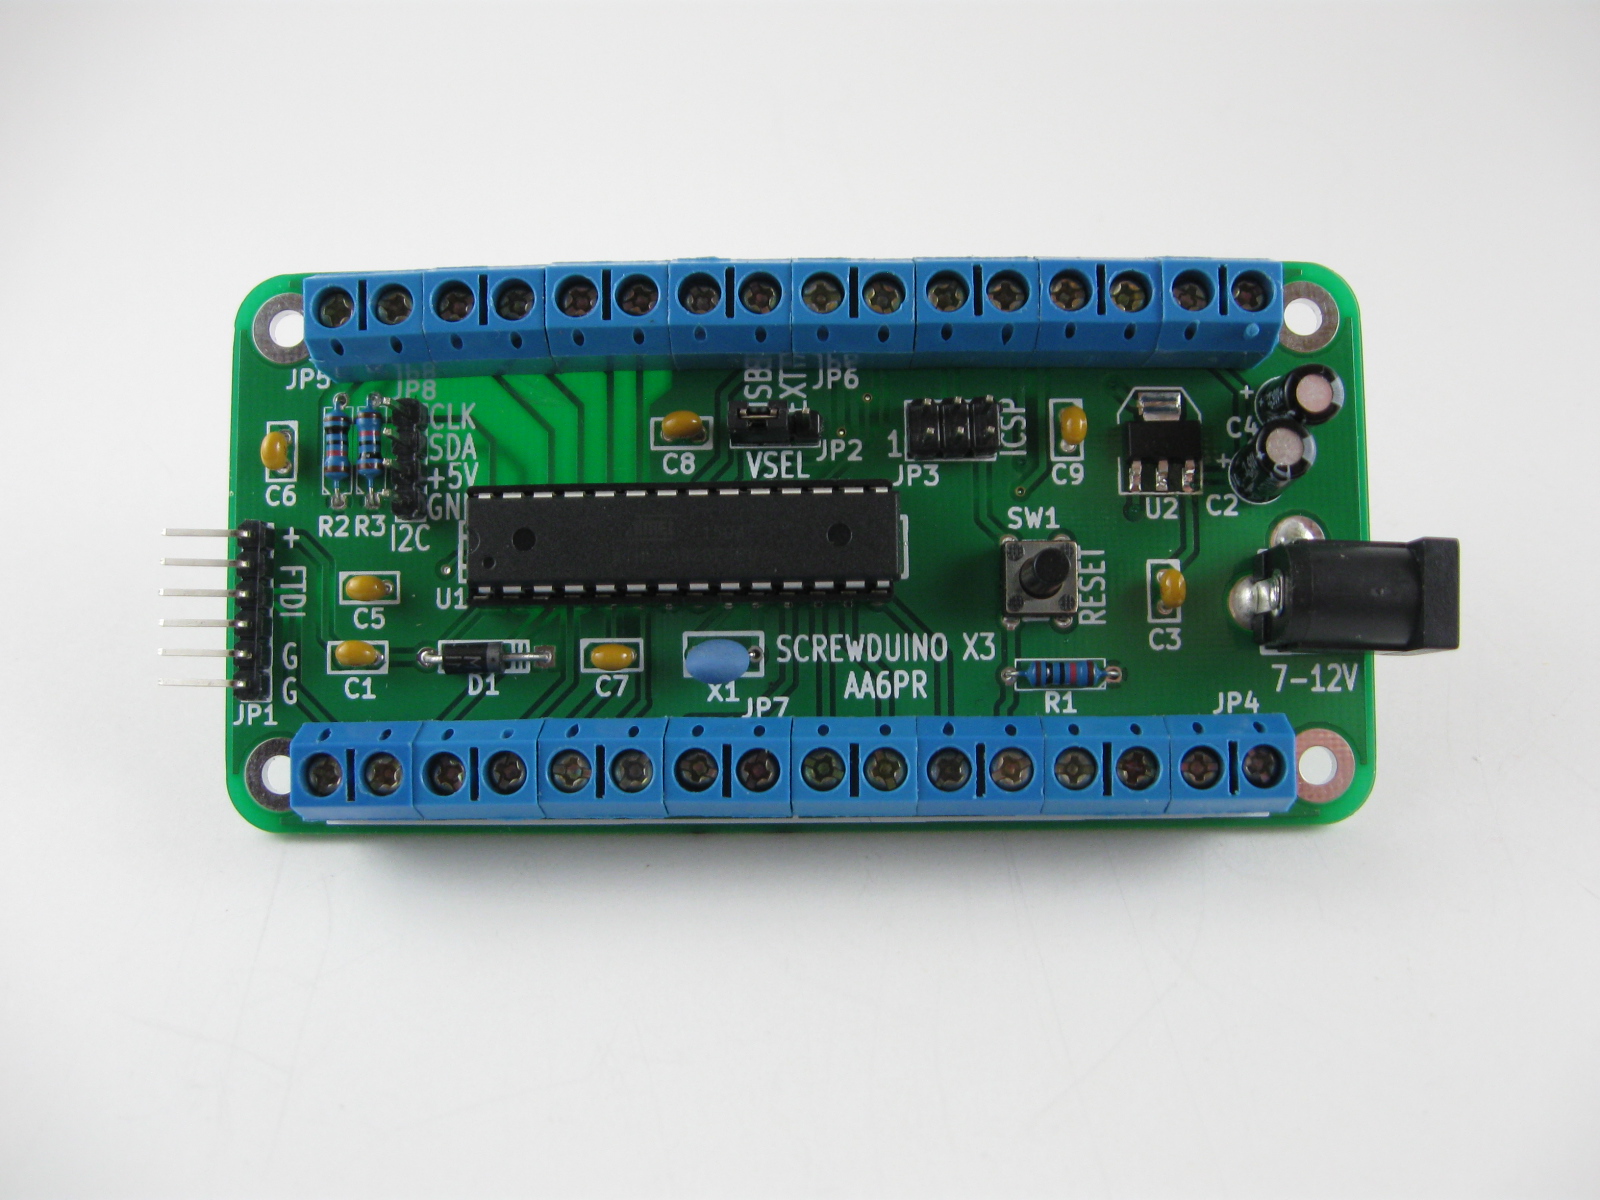 JP5
JP8
CLK
SDA
+5V
GND
I2C
C6
R2
R3
USB
EXT
JP6
C8
VSEL
JP2
1
JP3
ICSP
C9
U2
+
C4
+
C2
+
FTDI
G
G
JP1
C5
U1
C1
D1
C7
X1
JP7
SCREWDUINO X3
AA6PR
SW1
RESET
R1
C3
7-12V
JP4